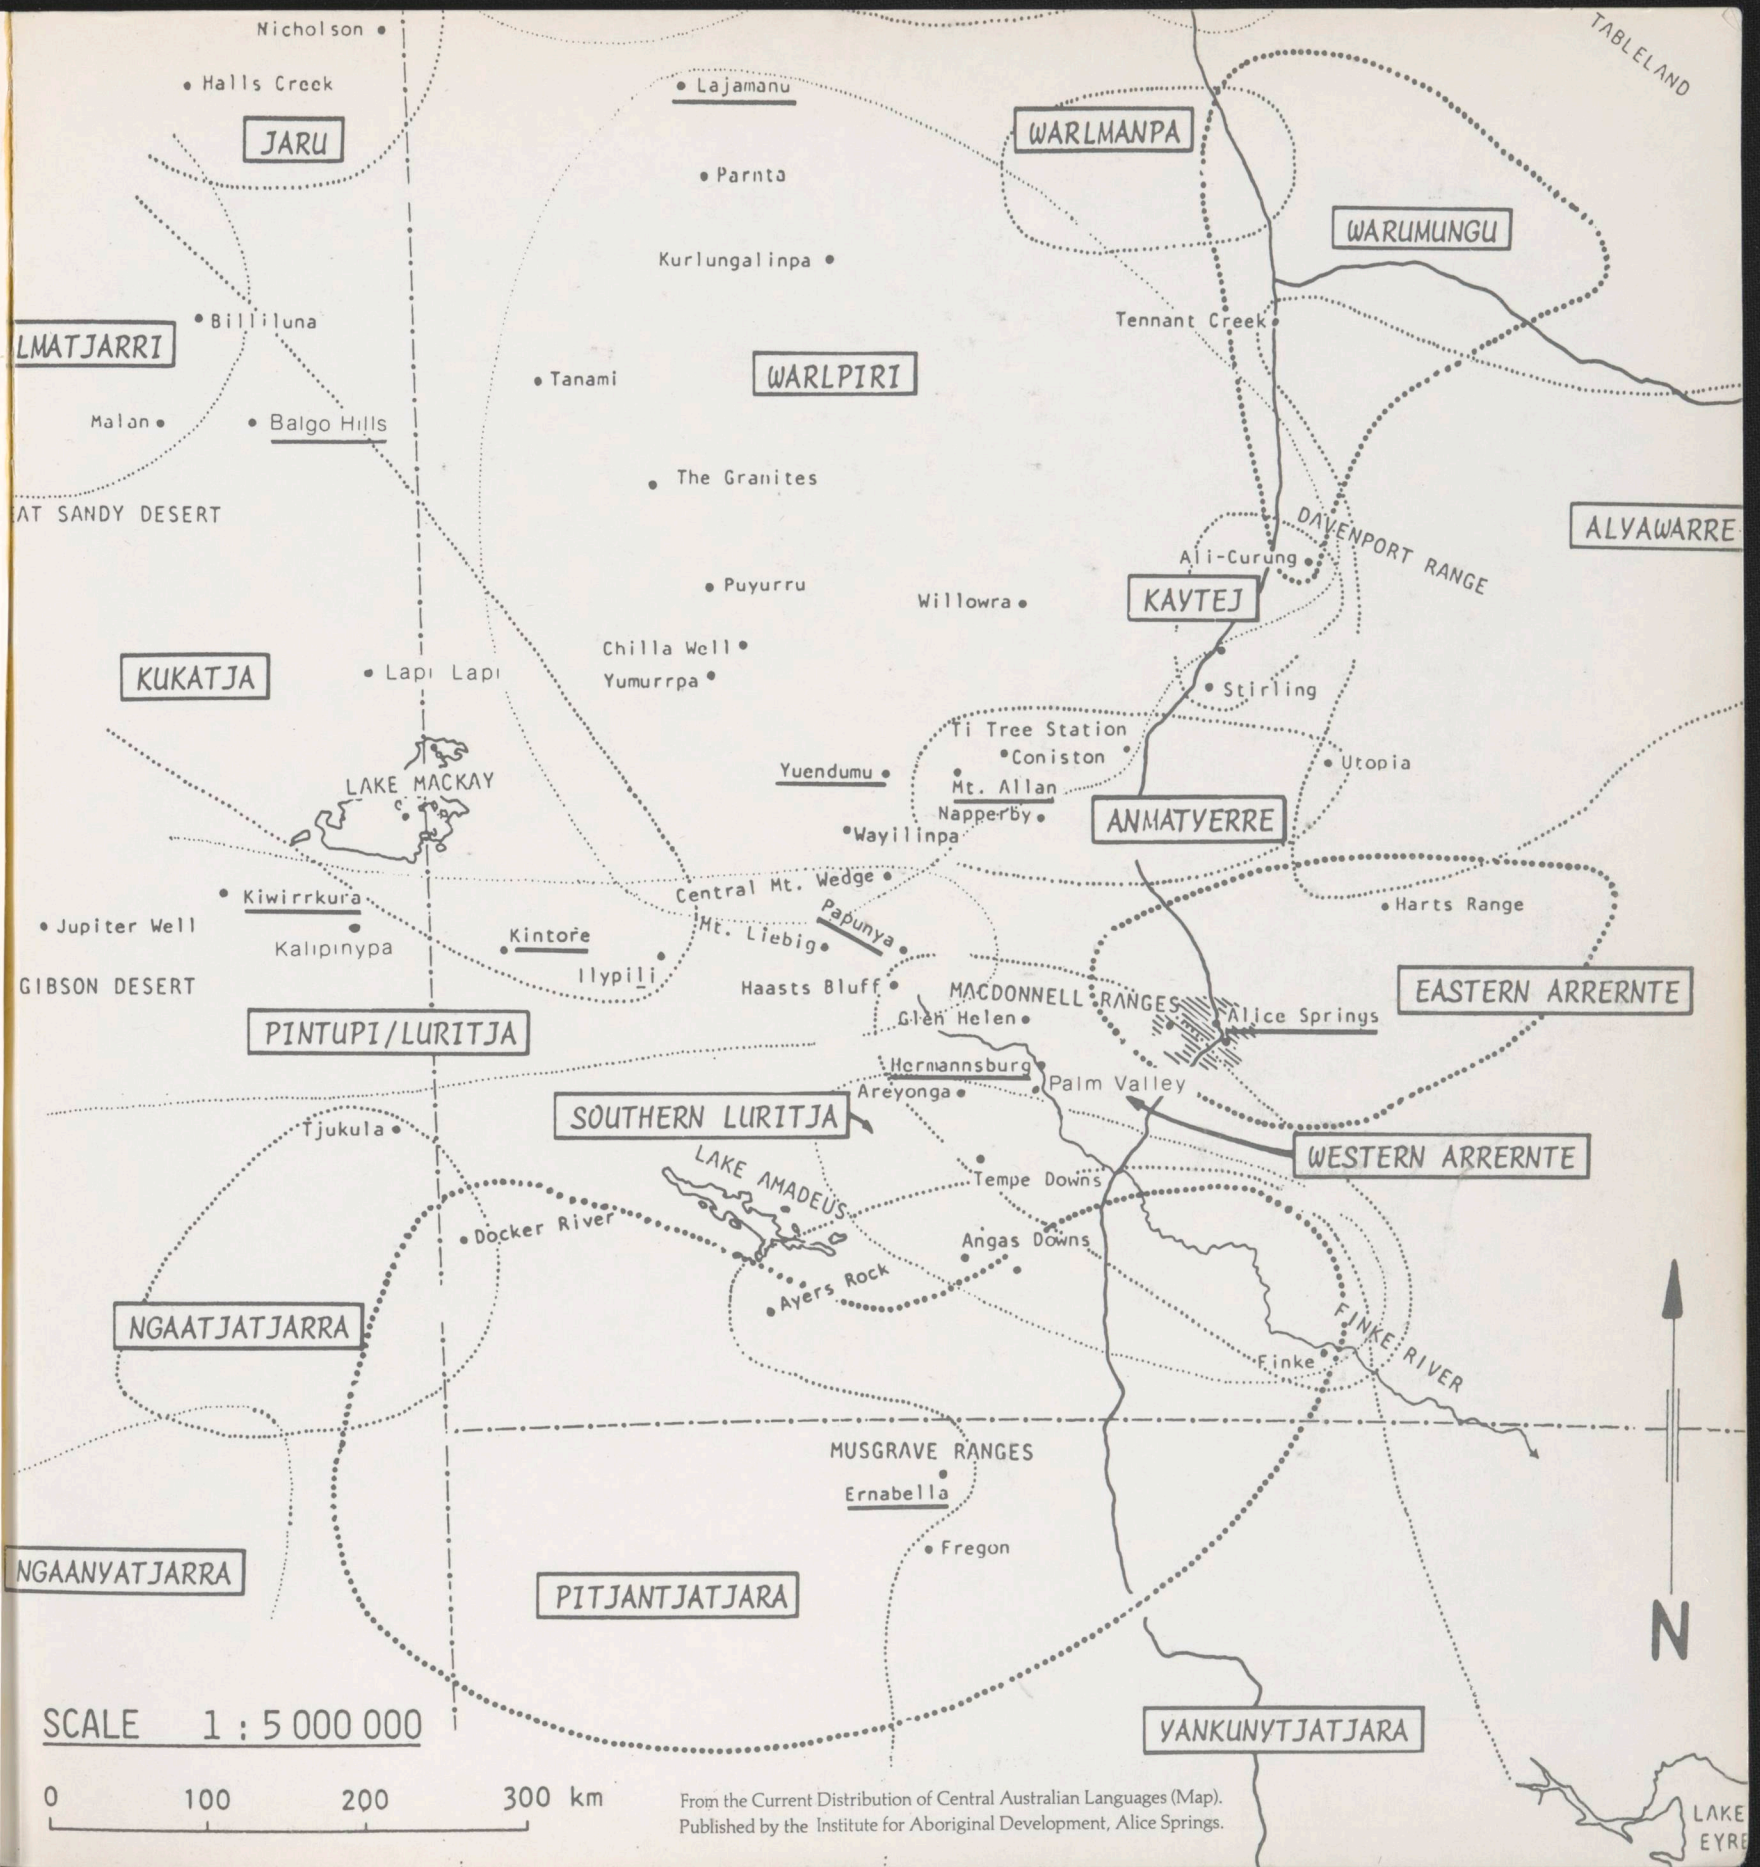 TABLELAND
Nicholson
Halls Creek
Lajamanu
JARU
WARLMANPA
Parnta
WARUMUNGU
Kurlungalinpa
Billiluna
Tennant Creek
LMATJARRI
Tanami
WARLPIRI
Malan
Balgo Hills
The Granites
AT SANDY DESERT
DAVENPORT RANGE
ALYAWARRE
Ali-Curung
Puyurru
Willowra
KAYTEJ
Chilla Well
KUKATJA
Lapi Lapi
Yumurrpa
Stirling
Ti Tree Station
Coniston
Utopia
LAKE MACKAY
Yuendumu
Mt. Allan
Napperby
ANMATYERRE
Wayilinpa
Central Mt. Wedge
Kiwirrkura
Harts Range
Jupiter Well
Kalipinypa
Kintore
Mt. Liebig
Papunya
Ilypili
GIBSON DESERT
Haasts Bluff
MACDONNELL RANGES
EASTERN ARRERNTE
Glen Helen
Alice Springs
PINTUPI/LURITJA
Hermannsburg
Areyonga
Palm Valley
SOUTHERN LURITJA
Tjukula
WESTERN ARRERNTE
LAKE AMADEUS
Tempe Downs
Docker River
Angas Downs
Ayers Rock
NGAATJATJARRA
FINKE RIVER
Finke
MUSGRAVE RANGES
Ernabella
Fregon
NGAANYATJARRA
PITJANTJATJARA
N
SCALE 1 : 5 000 000
YANKUNYTJATJARA
0 100 200 300 km
From the Current Distribution of Central Australian Languages (Map).
Published by the Institute for Aboriginal Development, Alice Springs.
LAKE
EYRE